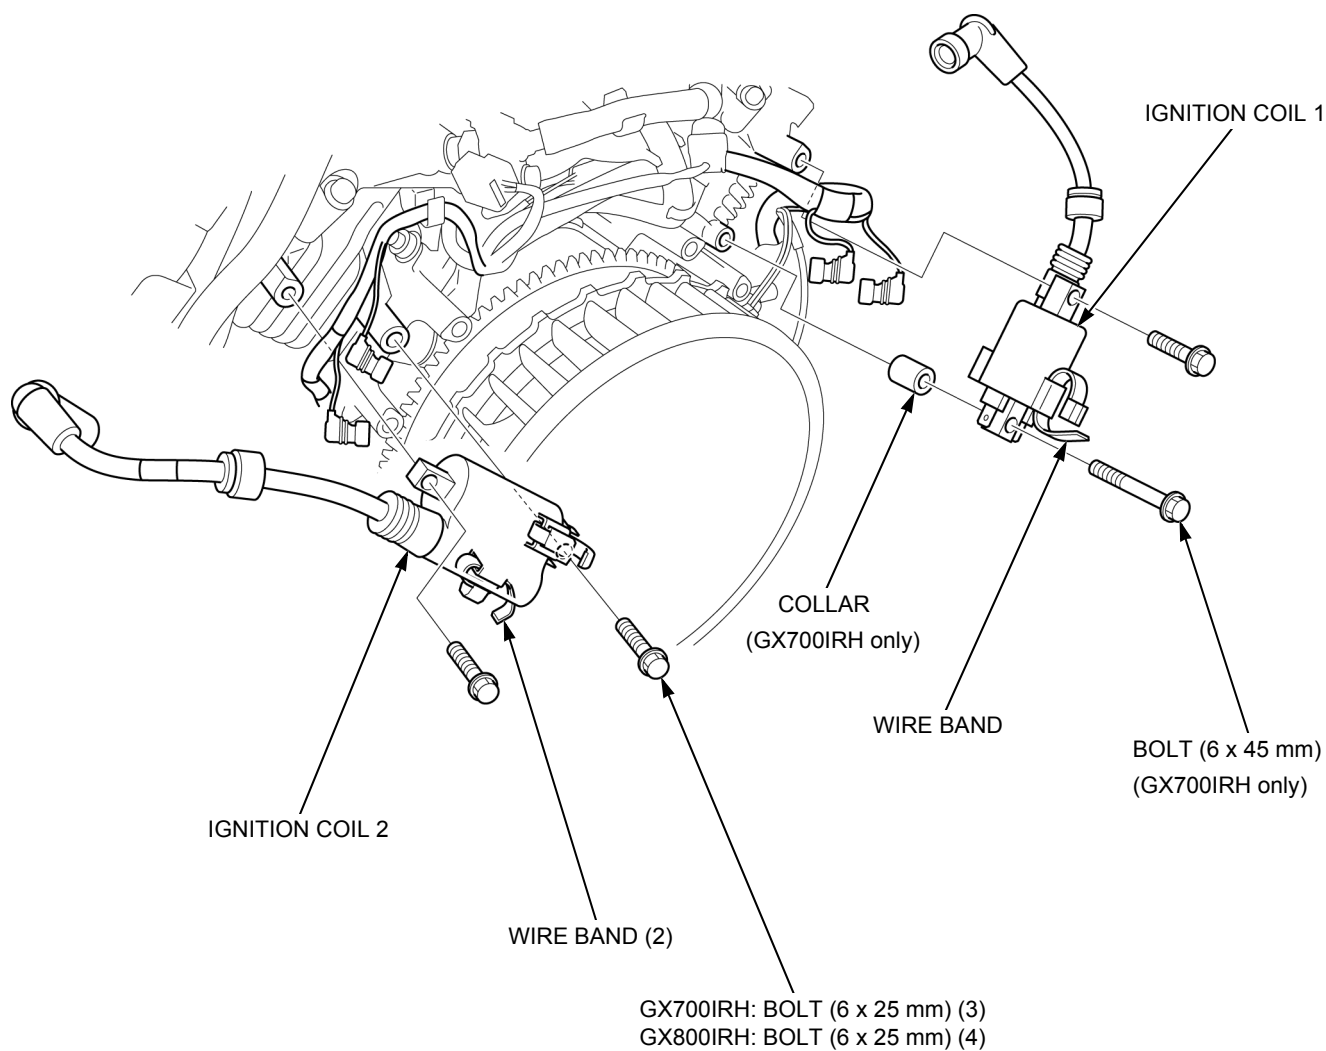 IGNITION COIL 1
COLLAR
(GX700IRH only)
WIRE BAND
BOLT (6 x 45 mm)
(GX700IRH only)
IGNITION COIL 2
WIRE BAND (2)
GX700IRH: BOLT (6 x 25 mm) (3)
GX800IRH: BOLT (6 x 25 mm) (4)